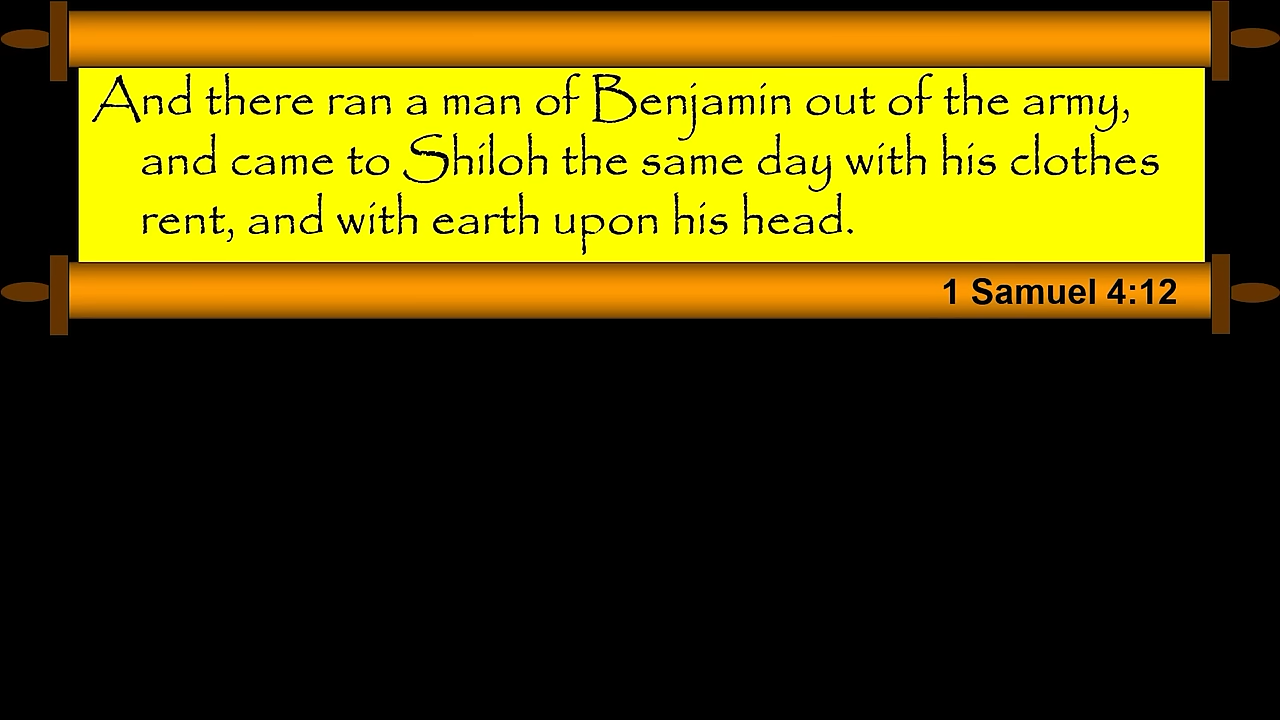 And there ran a man of Benjamin out of the army,
and came to Shiloh the same day with his clothes
rent, and with earth upon his head.
1 Samuel 4:12